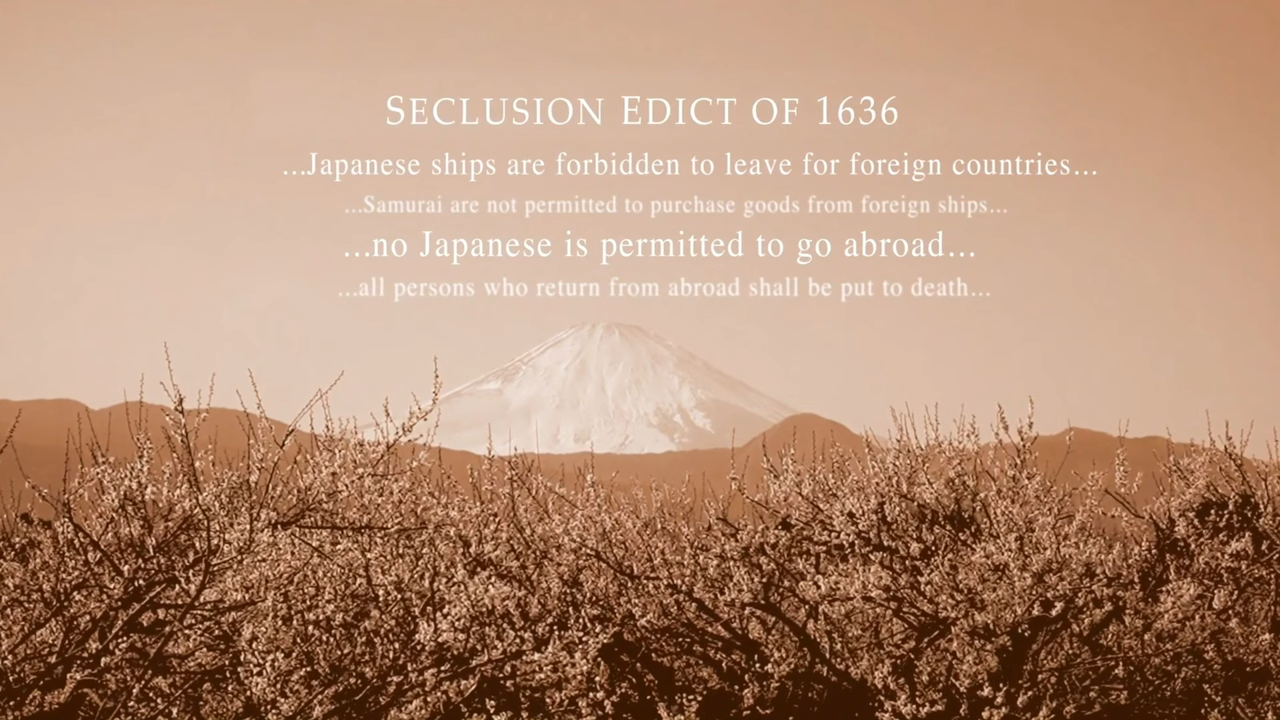 SECLUSION EDICT OF 1636
...Japanese ships are forbidden to leave for foreign countries...
...Samurai are not permitted to purchase goods from foreign ships...
...no Japanese is permitted to go abroad...
...all persons who return from abroad shall be put to death...